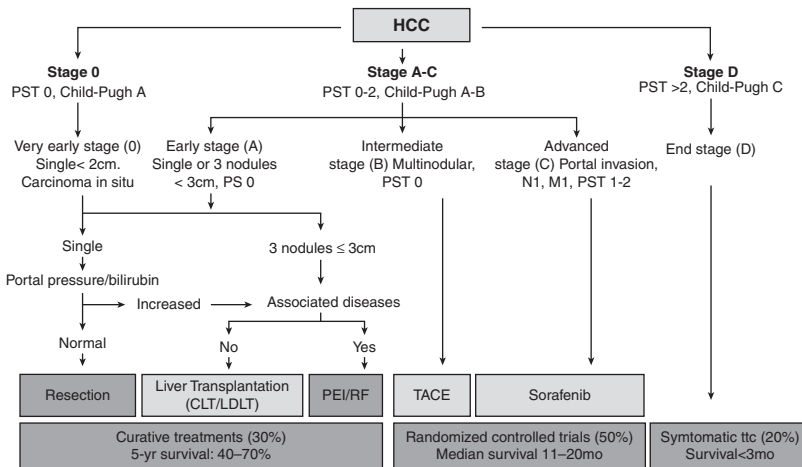 HCC
Stage 0
PST 0, Child-Pugh A
Stage A-C
PST 0-2, Child-Pugh A-B
Stage D
PST >2, Child-Pugh C
Very early stage (0)
Single< 2cm.
Carcinoma in situ
Early stage (A)
Single or 3 nodules
< 3cm, PS 0
Intermediate
stage (B) Multinodular,
PST 0
Advanced
stage (C) Portal invasion,
N1, M1, PST 1-2
End stage (D)
Single
3 nodules ≤ 3cm
Portal pressure/bilirubin
Increased
Associated diseases
Normal
No
Yes
Resection
Liver Transplantation
(CLT/LDLT)
PEI/RF
TACE
Sorafenib
Curative treatments (30%)
5-yr survival: 40–70%
Randomized controlled trials (50%)
Median survival 11–20mo
Symtomatic ttc (20%)
Survival<3mo